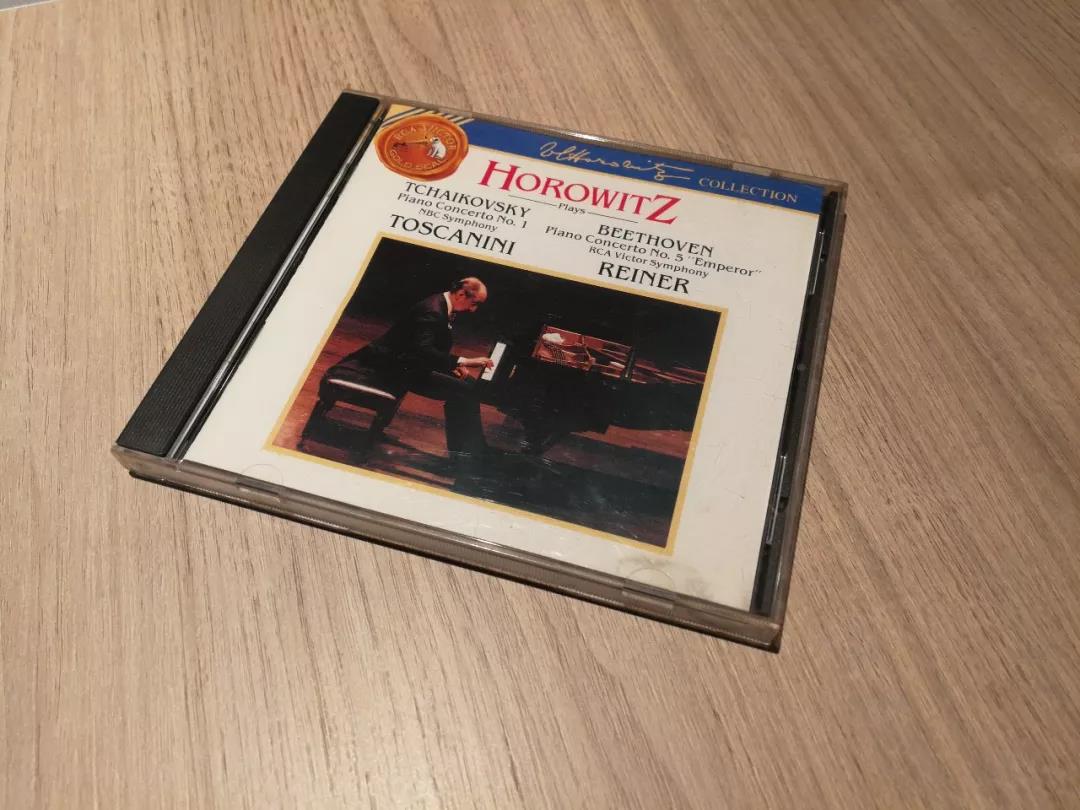 RCA VICTOR
GOLD SEAL
VlHorowitz
COLLECTION
HOROWITZ
Plays
TCHAIKOVSKY
Piano Concerto No. 1
NBC Symphony
TOSCANINI
BEETHOVEN
Piano Concerto No. 5 "Emperor"
RCA Victor Symphony
REINER